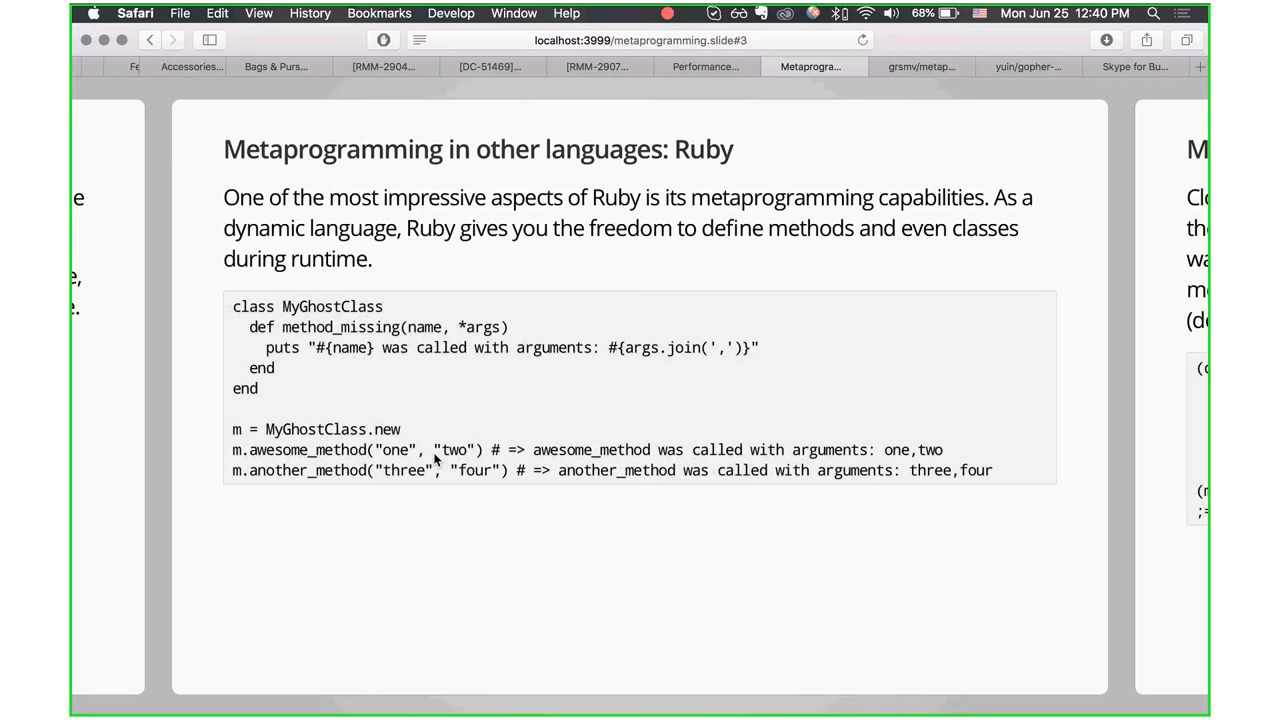 Safari File Edit View History Bookmarks Develop Window Help 68% Mon Jun 25 12:40 PM
localhost:3999/metaprogramming.slide#3
Fe Accessories... Bags & Purs... [RMM-2904... [DC-51469]... [RMM-2907... Performance... Metaprogra... grsmv/metap... yuin/gopher-... Skype for Bu...
Metaprogramming in other languages: Ruby
One of the most impressive aspects of Ruby is its metaprogramming capabilities. As a
dynamic language, Ruby gives you the freedom to define methods and even classes
during runtime.
class MyGhostClass
  def method_missing(name, *args)
    puts "#{name} was called with arguments: #{args.join(',')}"
  end
end
m = MyGhostClass.new
m.awesome_method("one", "two") # => awesome_method was called with arguments: one,two
m.another_method("three", "four") # => another_method was called with arguments: three,four